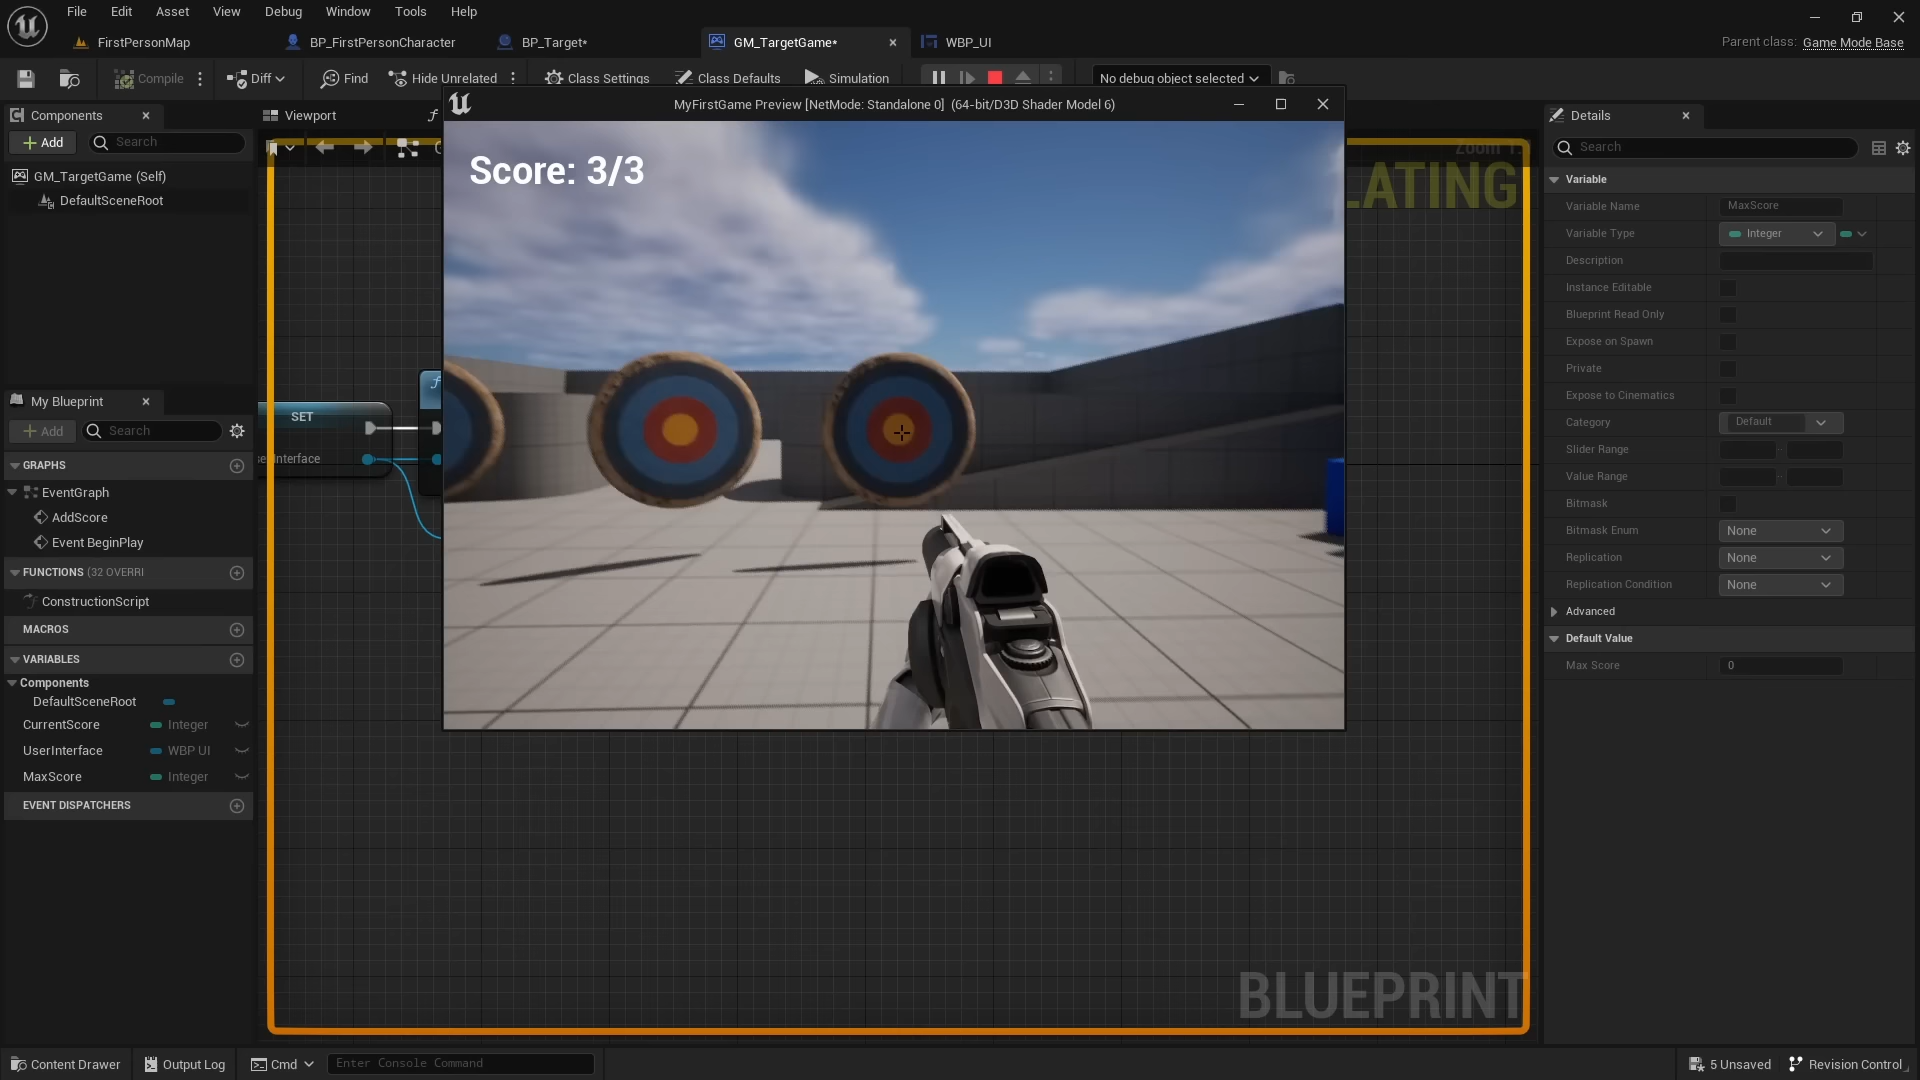 File Edit Asset View Debug Window Tools Help
FirstPersonMap BP_FirstPersonCharacter BP_Target* GM_TargetGame* WBP_UI Parent class: Game Mode Base
Compile Diff Find Hide Unrelated Class Settings Class Defaults Simulation No debug object selected
Components
Add Search
GM_TargetGame (Self)
DefaultSceneRoot
Viewport
MyFirstGame Preview [NetMode: Standalone 0] (64-bit/D3D Shader Model 6)
Score: 3/3
Zoom 1:
LATING
SET
BLUEPRINT
My Blueprint
Add Search
GRAPHS
EventGraph
AddScore
Event BeginPlay
FUNCTIONS (32 OVERRI
ConstructionScript
MACROS
VARIABLES
Components
DefaultSceneRoot
CurrentScore Integer
UserInterface WBP UI
MaxScore Integer
EVENT DISPATCHERS
Details
Search
Variable
Variable Name MaxScore
Variable Type Integer
Description
Instance Editable
Blueprint Read Only
Expose on Spawn
Private
Expose to Cinematics
Category Default
Slider Range
Value Range
Bitmask
Bitmask Enum None
Replication None
Replication Condition None
Advanced
Default Value
Max Score 0
Content Drawer Output Log Cmd Enter Console Command 5 Unsaved Revision Control